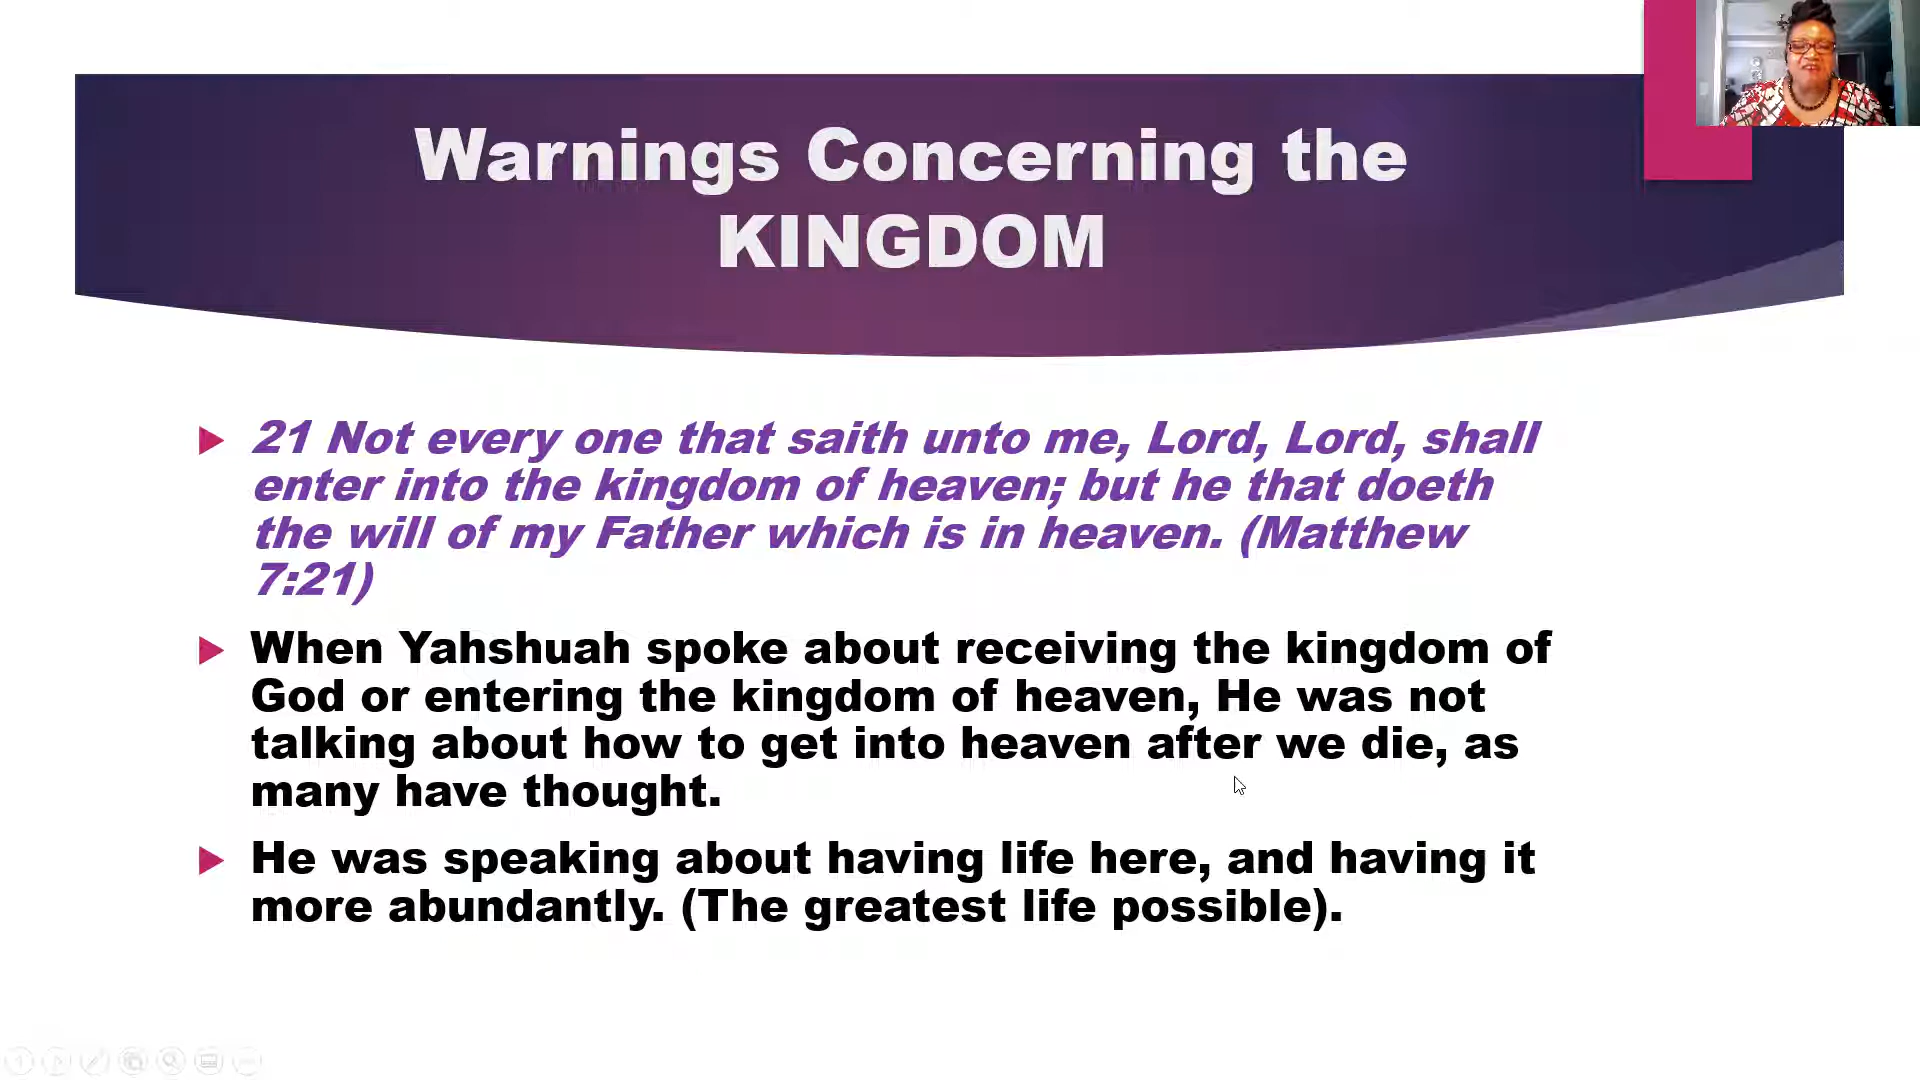 Warnings Concerning the
KINGDOM
21 Not every one that saith unto me, Lord, Lord, shall
enter into the kingdom of heaven; but he that doeth
the will of my Father which is in heaven. (Matthew
7:21)
When Yahshuah spoke about receiving the kingdom of
God or entering the kingdom of heaven, He was not
talking about how to get into heaven after we die, as
many have thought.
He was speaking about having life here, and having it
more abundantly. (The greatest life possible).